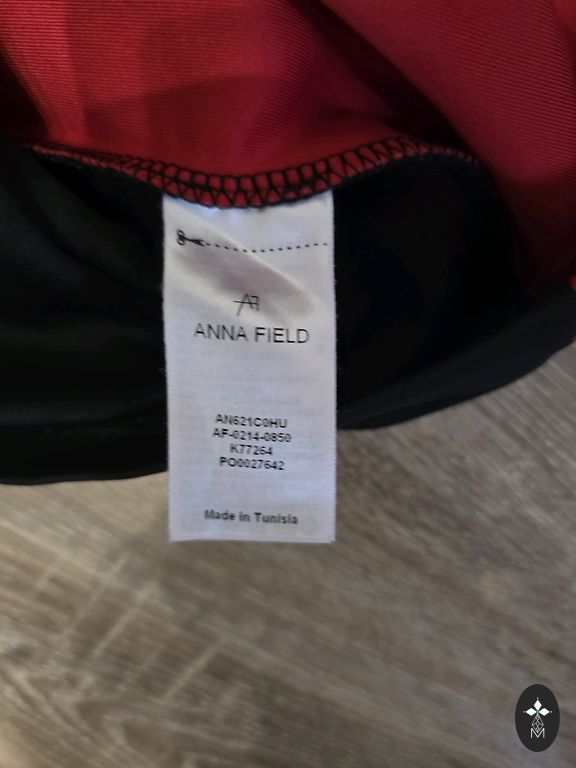 AF
ANNA FIELD
AN621C0HU
AF-0214-0850
K77264
PO0027642
Made in Tunisia
M